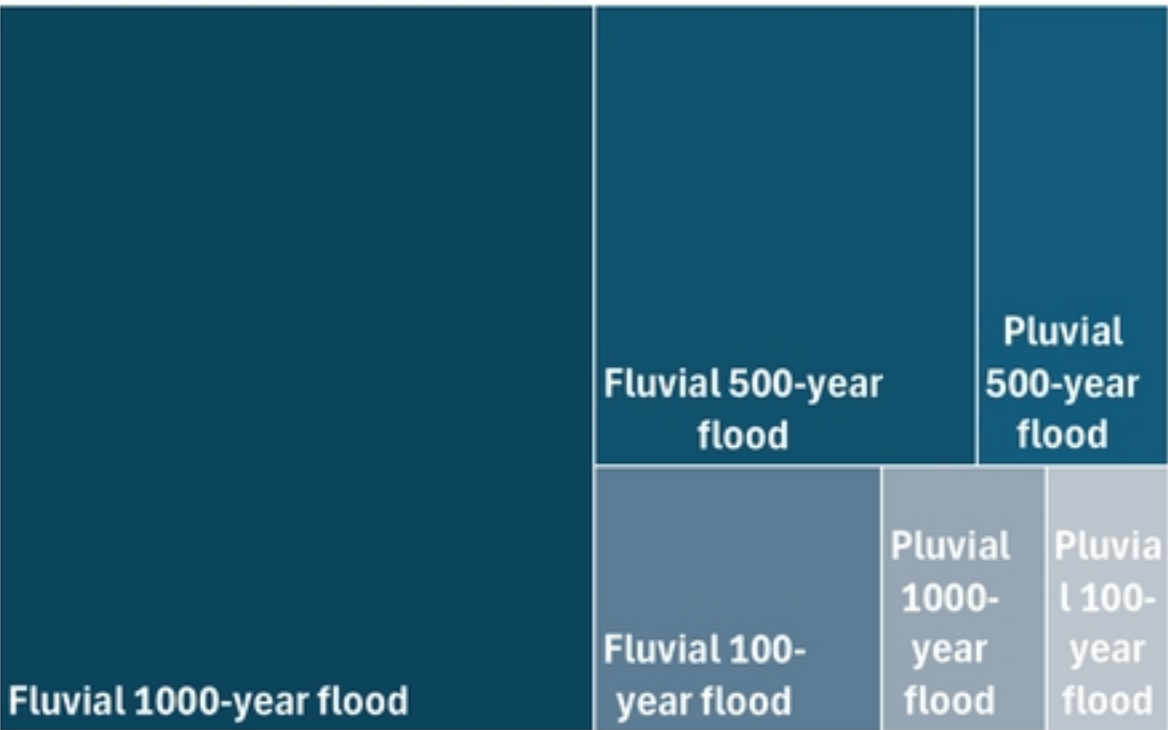 Fluvial 1000-year flood
Fluvial 500-year
flood
Pluvial
500-year
flood
Fluvial 100-
year flood
Pluvial
1000-
year
flood
Pluvia
l 100-
year
flood